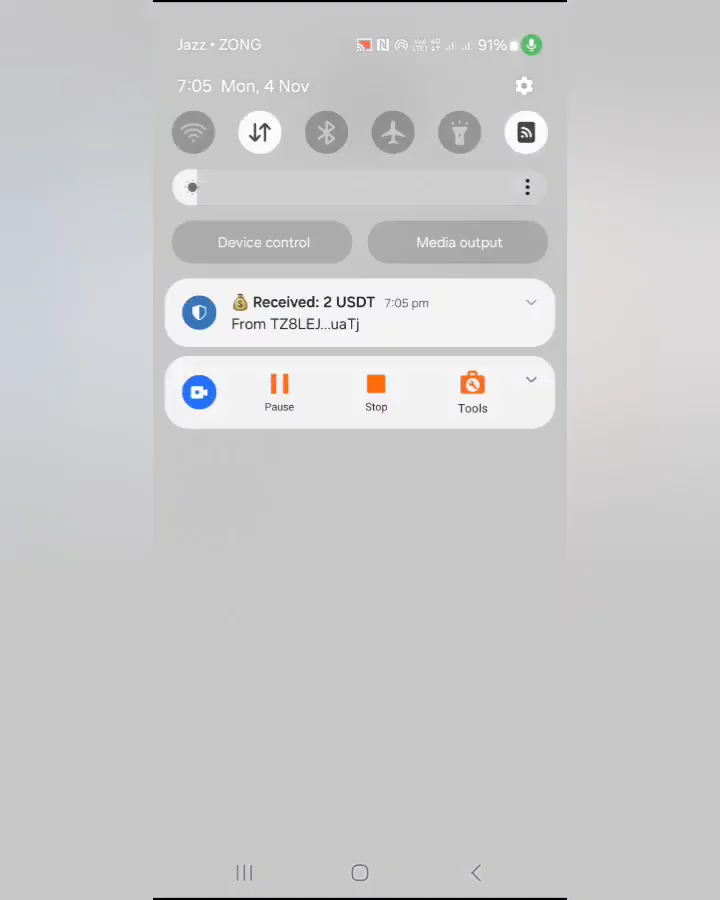 Jazz • ZONG
91%
7:05 Mon, 4 Nov
Device control
Media output
💰 Received: 2 USDT 7:05 pm
From TZ8LEJ...uaTj
Pause
Stop
Tools